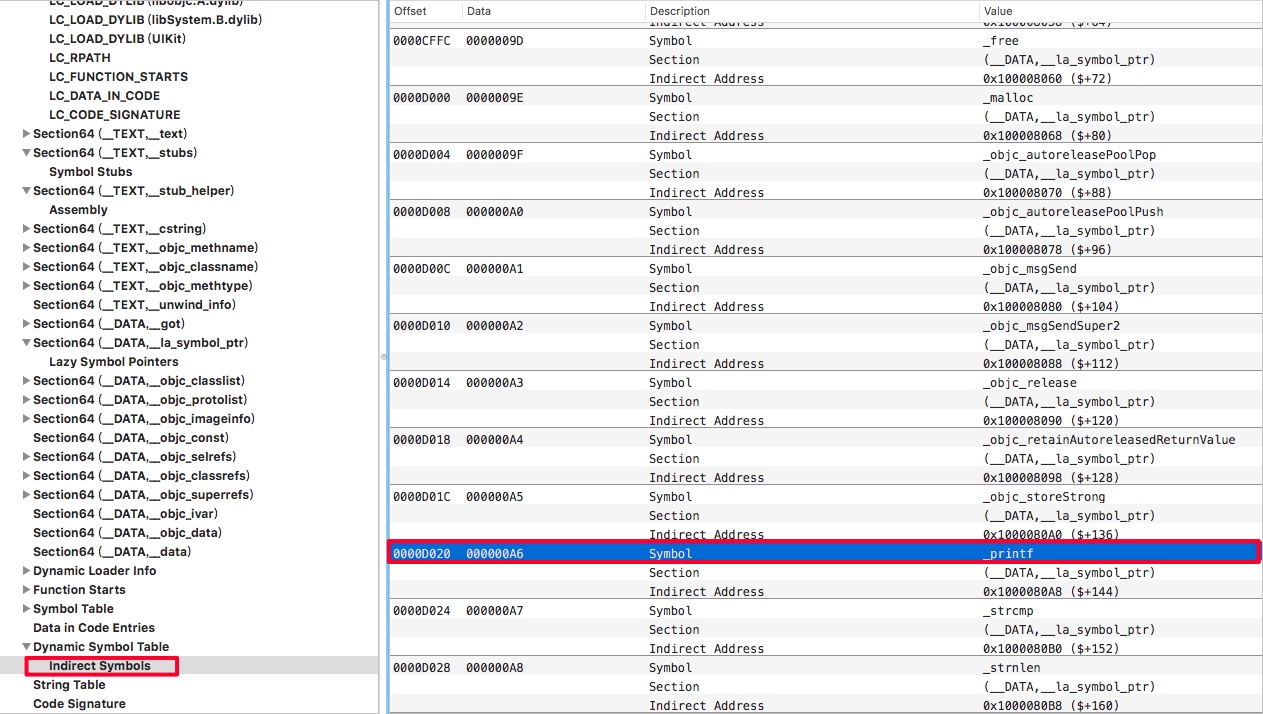 LC_LOAD_DYLIB (libobjc.A.dylib)
LC_LOAD_DYLIB (libSystem.B.dylib)
LC_LOAD_DYLIB (UIKit)
LC_RPATH
LC_FUNCTION_STARTS
LC_DATA_IN_CODE
LC_CODE_SIGNATURE
Section64 (__TEXT,__text)
Section64 (__TEXT,__stubs)
Symbol Stubs
Section64 (__TEXT,__stub_helper)
Assembly
Section64 (__TEXT,__cstring)
Section64 (__TEXT,__objc_methname)
Section64 (__TEXT,__objc_classname)
Section64 (__TEXT,__objc_methtype)
Section64 (__TEXT,__unwind_info)
Section64 (__DATA,__got)
Section64 (__DATA,__la_symbol_ptr)
Lazy Symbol Pointers
Section64 (__DATA,__objc_classlist)
Section64 (__DATA,__objc_protolist)
Section64 (__DATA,__objc_imageinfo)
Section64 (__DATA,__objc_const)
Section64 (__DATA,__objc_selrefs)
Section64 (__DATA,__objc_classrefs)
Section64 (__DATA,__objc_superrefs)
Section64 (__DATA,__objc_ivar)
Section64 (__DATA,__objc_data)
Section64 (__DATA,__data)
Dynamic Loader Info
Function Starts
Symbol Table
Data in Code Entries
Dynamic Symbol Table
Indirect Symbols
String Table
Code Signature
Offset Data Description Value
Indirect Address 0x100008058 ($+64)
0000CFFC 0000009D Symbol _free
Section (__DATA,__la_symbol_ptr)
Indirect Address 0x100008060 ($+72)
0000D000 0000009E Symbol _malloc
Section (__DATA,__la_symbol_ptr)
Indirect Address 0x100008068 ($+80)
0000D004 0000009F Symbol _objc_autoreleasePoolPop
Section (__DATA,__la_symbol_ptr)
Indirect Address 0x100008070 ($+88)
0000D008 000000A0 Symbol _objc_autoreleasePoolPush
Section (__DATA,__la_symbol_ptr)
Indirect Address 0x100008078 ($+96)
0000D00C 000000A1 Symbol _objc_msgSend
Section (__DATA,__la_symbol_ptr)
Indirect Address 0x100008080 ($+104)
0000D010 000000A2 Symbol _objc_msgSendSuper2
Section (__DATA,__la_symbol_ptr)
Indirect Address 0x100008088 ($+112)
0000D014 000000A3 Symbol _objc_release
Section (__DATA,__la_symbol_ptr)
Indirect Address 0x100008090 ($+120)
0000D018 000000A4 Symbol _objc_retainAutoreleasedReturnValue
Section (__DATA,__la_symbol_ptr)
Indirect Address 0x100008098 ($+128)
0000D01C 000000A5 Symbol _objc_storeStrong
Section (__DATA,__la_symbol_ptr)
Indirect Address 0x1000080A0 ($+136)
0000D020 000000A6 Symbol _printf
Section (__DATA,__la_symbol_ptr)
Indirect Address 0x1000080A8 ($+144)
0000D024 000000A7 Symbol _strcmp
Section (__DATA,__la_symbol_ptr)
Indirect Address 0x1000080B0 ($+152)
0000D028 000000A8 Symbol _strnlen
Section (__DATA,__la_symbol_ptr)
Indirect Address 0x1000080B8 ($+160)